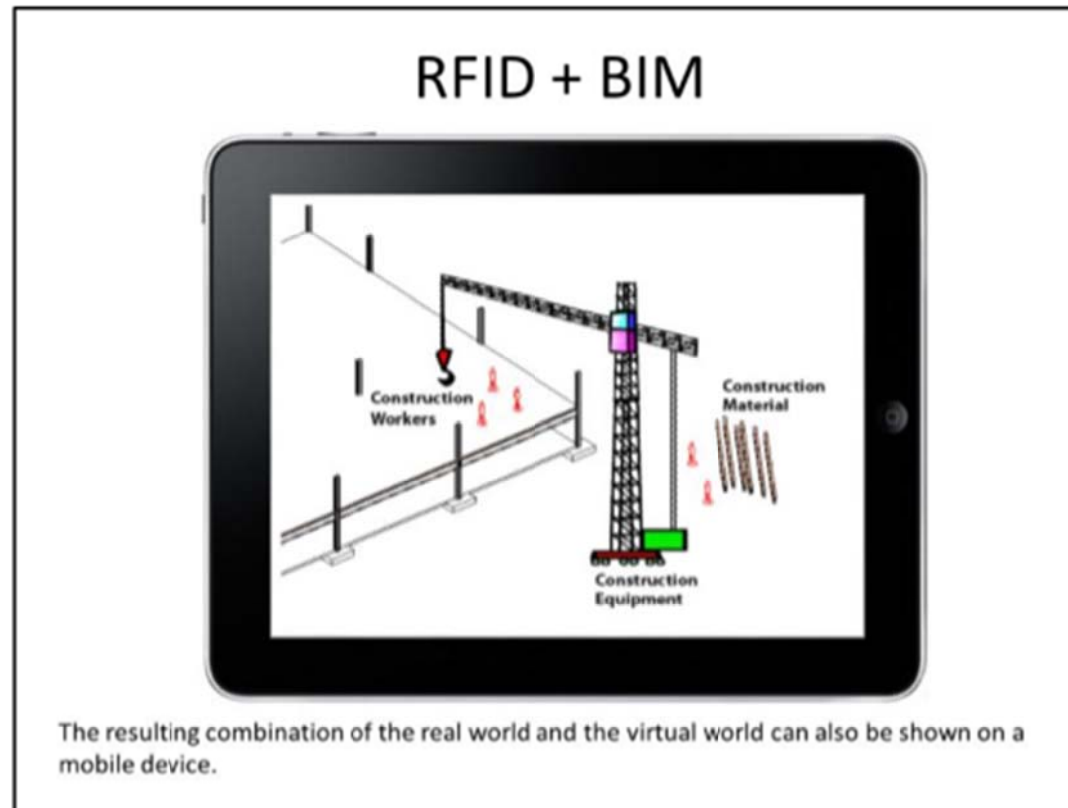 RFID + BIM
Construction
Workers
Construction
Material
Construction
Equipment
The resulting combination of the real world and the virtual world can also be shown on a
mobile device.